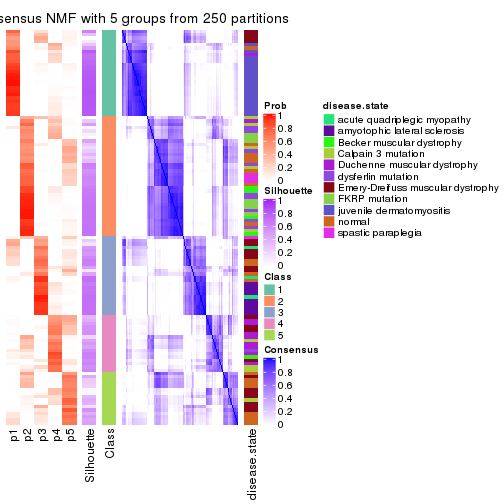 sensus NMF with 5 groups from 250 partitions
Prob
1
0.8
0.6
0.4
0.2
0
Silhouette
1
0.8
0.6
0.4
0.2
0
Class
1
2
3
4
5
Consensus
1
0.8
0.6
0.4
0.2
0
disease.state
acute quadriplegic myopathy
amyotophic lateral sclerosis
Becker muscular dystrophy
Calpain 3 mutation
Duchenne muscular dystrophy
dysferlin mutation
Emery-Dreifuss muscular dystrophy
FKRP mutation
juvenile dermatomyositis
normal
spastic paraplegia
p1
p2
p3
p4
p5
Silhouette
Class
disease.state